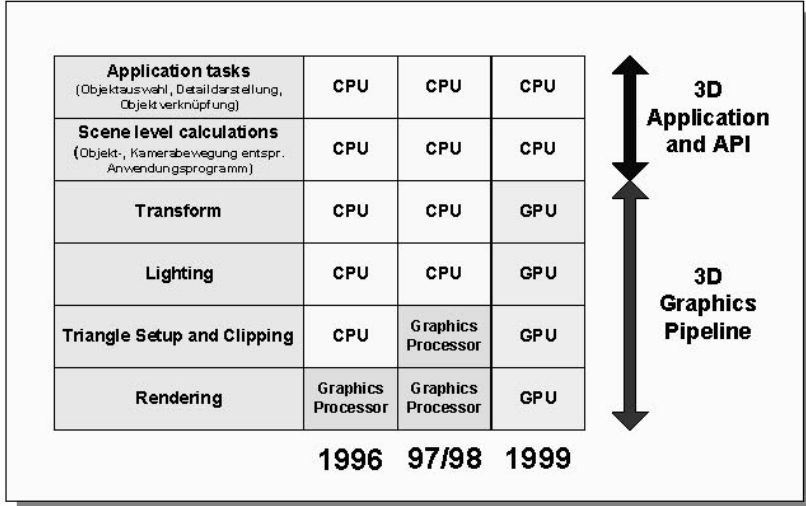 Application tasks
(Objektauswahl, Detaildarstellung,
Objektverknüpfung)
CPU
CPU
CPU
Scene level calculations
(Objekt-, Kamerabewegung entspr.
Anwendungsprogramm)
CPU
CPU
CPU
3D
Application
and API
Transform
CPU
CPU
GPU
Lighting
CPU
CPU
GPU
Triangle Setup and Clipping
CPU
Graphics
Processor
GPU
Rendering
Graphics
Processor
Graphics
Processor
GPU
3D
Graphics
Pipeline
1996
97/98
1999